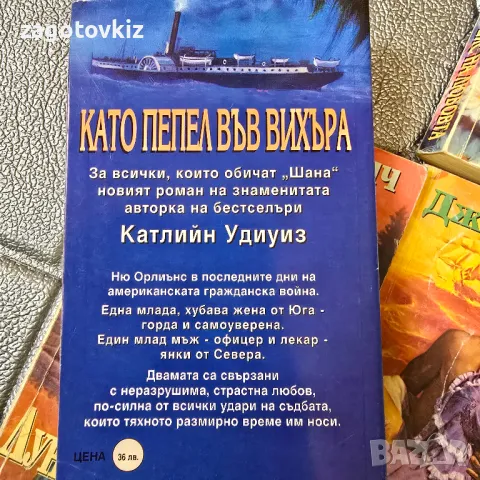 zagotovkiz
КАТО ПЕПЕЛ ВЪВ ВИХЪРА
За всички, които обичат „Шана“
новият роман на знаменитата
авторка на бестселъри
Катлийн Удиуиз
Ню Орлиънс в последните дни на
американската гражданска война.
Една млада, хубава жена от Юга -
горда и самоуверена.
Един млад мъж - офицер и лекар -
янки от Севера.
Двамата са свързани
с неразрушима, страстна любов,
по-силна от всички удари на съдбата,
които тяхното размирно време им носи.
ЦЕНА 36 лв.
BAZAR